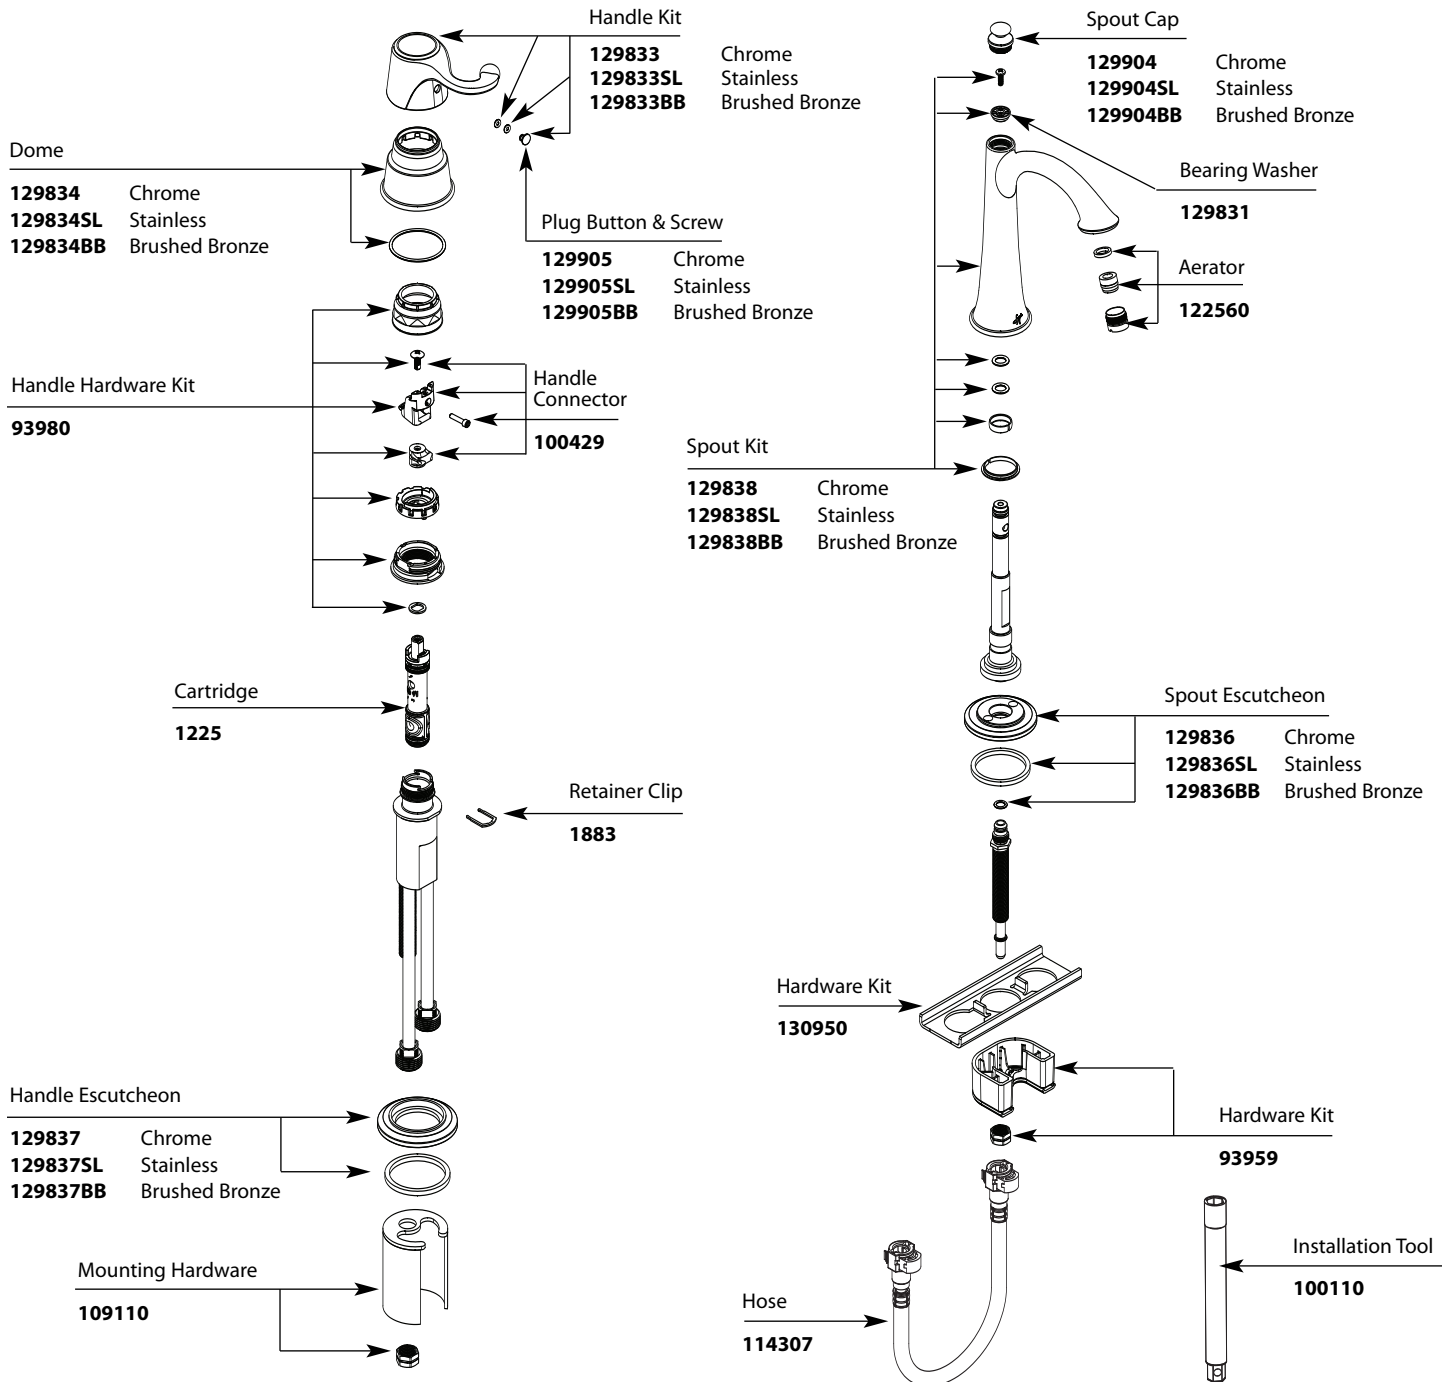 Handle Kit
129833 Chrome
129833SL Stainless
129833BB Brushed Bronze
Dome
129834 Chrome
129834SL Stainless
129834BB Brushed Bronze
Plug Button & Screw
129905 Chrome
129905SL Stainless
129905BB Brushed Bronze
Handle Hardware Kit
93980
Handle
Connector
100429
Cartridge
1225
Retainer Clip
1883
Handle Escutcheon
129837 Chrome
129837SL Stainless
129837BB Brushed Bronze
Mounting Hardware
109110
Spout Cap
129904 Chrome
129904SL Stainless
129904BB Brushed Bronze
Bearing Washer
129831
Aerator
122560
Spout Kit
129838 Chrome
129838SL Stainless
129838BB Brushed Bronze
Spout Escutcheon
129836 Chrome
129836SL Stainless
129836BB Brushed Bronze
Hardware Kit
130950
Hardware Kit
93959
Hose
114307
Installation Tool
100110